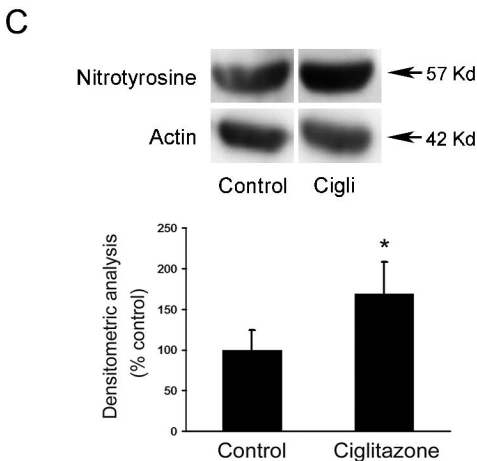 C
Nitrotyrosine 57 Kd
Actin 42 Kd
Control Cigli
Densitometric analysis
(% control)
250
200
150
100
50
0
*
Control Ciglitazone